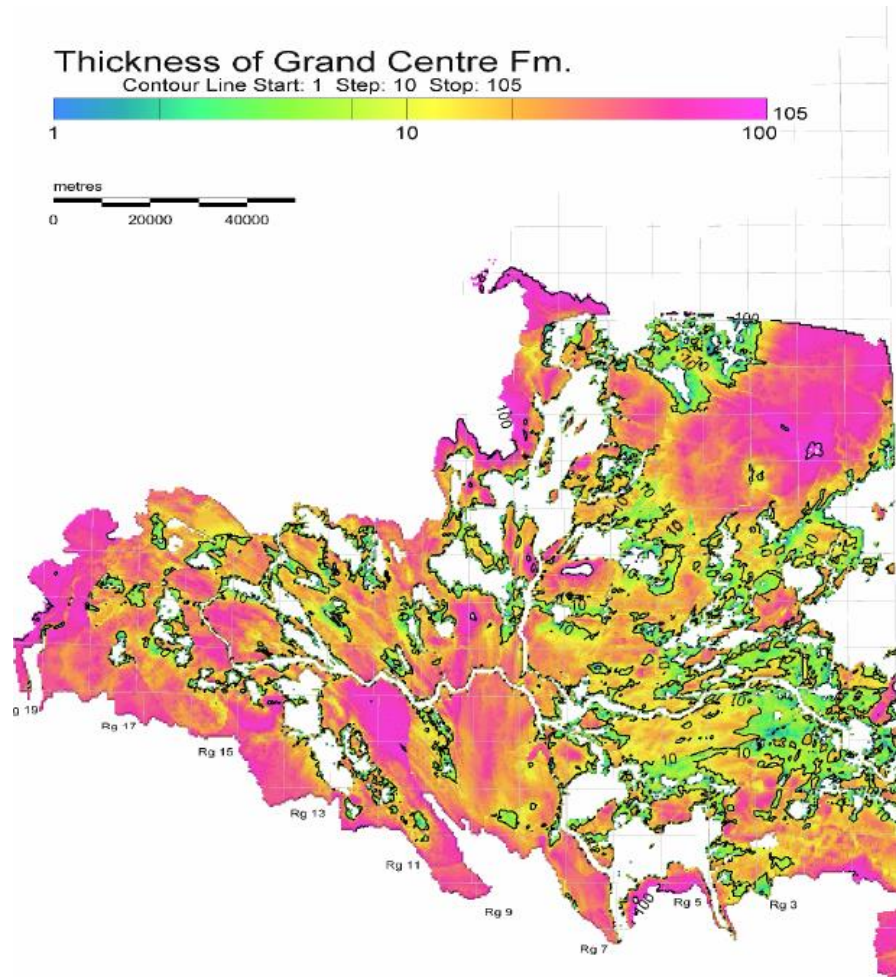 Thickness of Grand Centre Fm.
Contour Line Start: 1 Step: 10 Stop: 105
105
1 10 100
metres
0 20000 40000
100
100
10
10
10
10
10
g 19
Rg 17
Rg 15
Rg 13
Rg 11
Rg 9
Rg 7
100
Rg 5
Rg 3